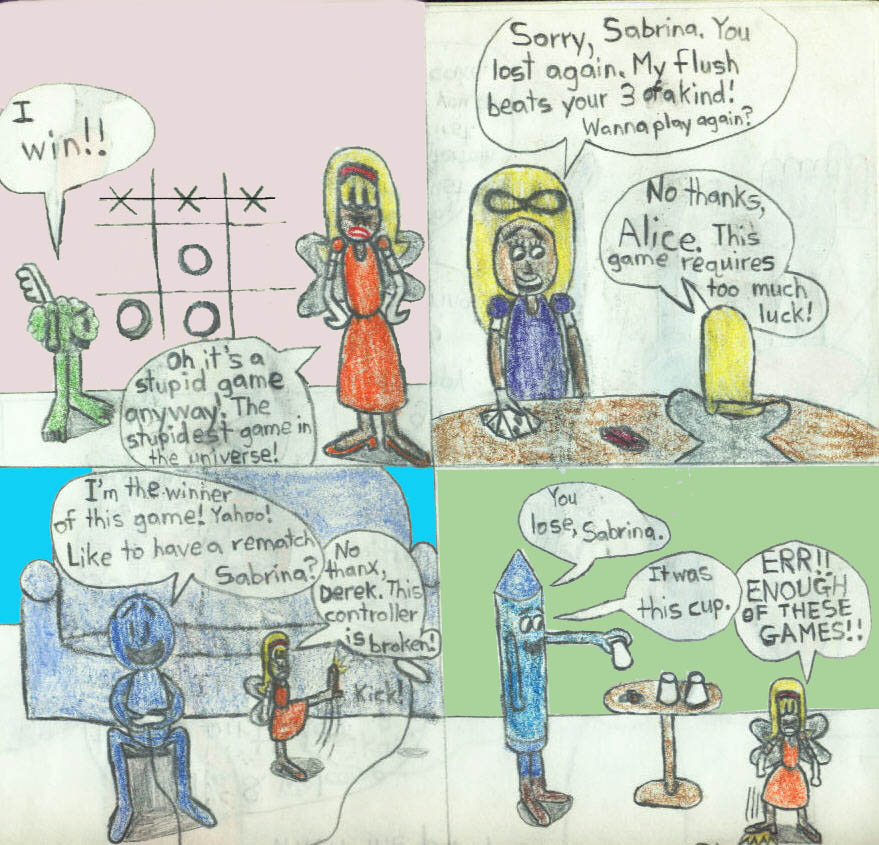 I
win!!
X X X
O
O O
Oh, it's a
stupid game
anyway! The
stupidest game in
the universe!
Sorry, Sabrina. You
lost again. My flush
beats your 3 of a kind!
Wanna play again?
No thanks,
Alice. This
game requires
too much
luck!
I'm the winner
of this game! Yahoo!
Like to have a rematch
Sabrina?
No
thanx,
Derek. This
controller
is broken!
Kick!
You
lose, Sabrina.
It was
this cup.
ERR!!
ENOUGH
OF THESE
GAMES!!